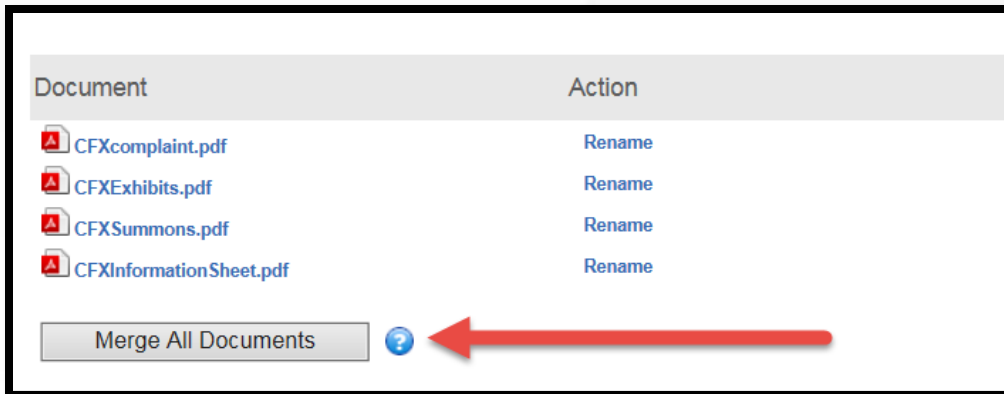 Document Action
CFXcomplaint.pdf Rename
CFXExhibits.pdf Rename
CFXSummons.pdf Rename
CFXInformationSheet.pdf Rename
Merge All Documents ?